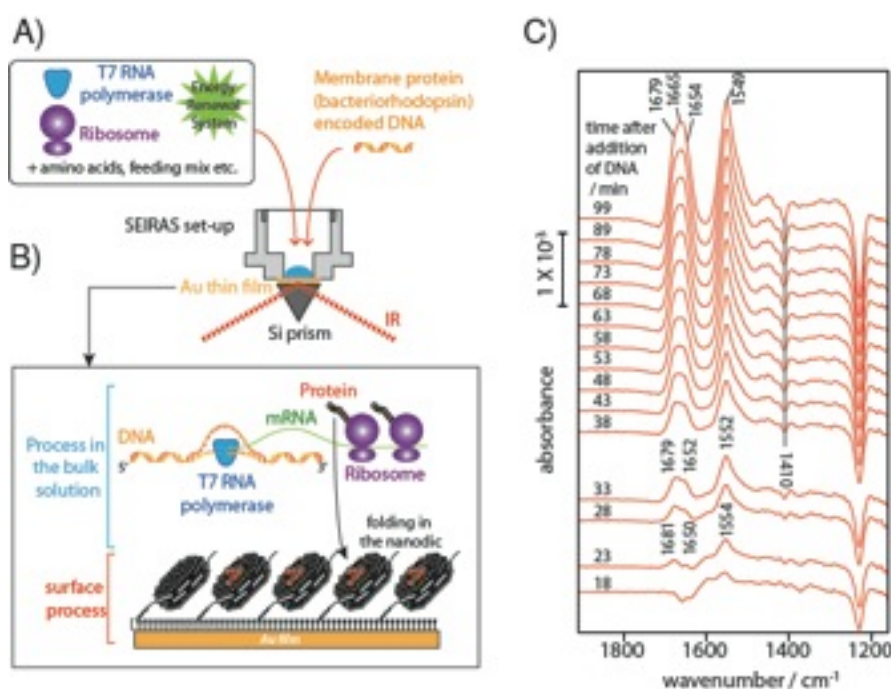 A)
T7 RNA
polymerase
Energy
Renewal
System
Ribosome
+ amino acids, feeding mix etc.
Membrane protein
(bacteriorhodopsin)
encoded DNA
SEIRAS set-up
B)
Au thin film
IR
Si prism
Process in
the bulk
solution
DNA
5'
3'
T7 RNA
polymerase
mRNA
Protein
Ribosome
folding in
the nanodic
surface
process
Au film
C)
1679
1665
1654
1549
time after
addition
of DNA
/ min
99
89
78
73
68
63
58
53
48
43
38
33
28
23
18
1 X 10⁻³
absorbance
1679
1652
1552
1410
1681
1650
1554
1800
1600
1400
1200
wavenumber / cm⁻¹